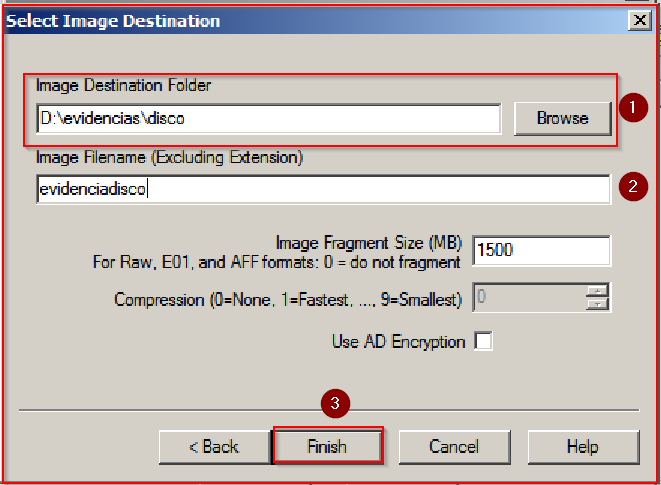 Select Image Destination
Image Destination Folder
D:\evidencias\disco
Browse
1
Image Filename (Excluding Extension)
evidenciadisco
2
Image Fragment Size (MB)
1500
For Raw, E01, and AFF formats: 0 = do not fragment
Compression (0=None, 1=Fastest, ..., 9=Smallest)
0
Use AD Encryption
3
< Back
Finish
Cancel
Help